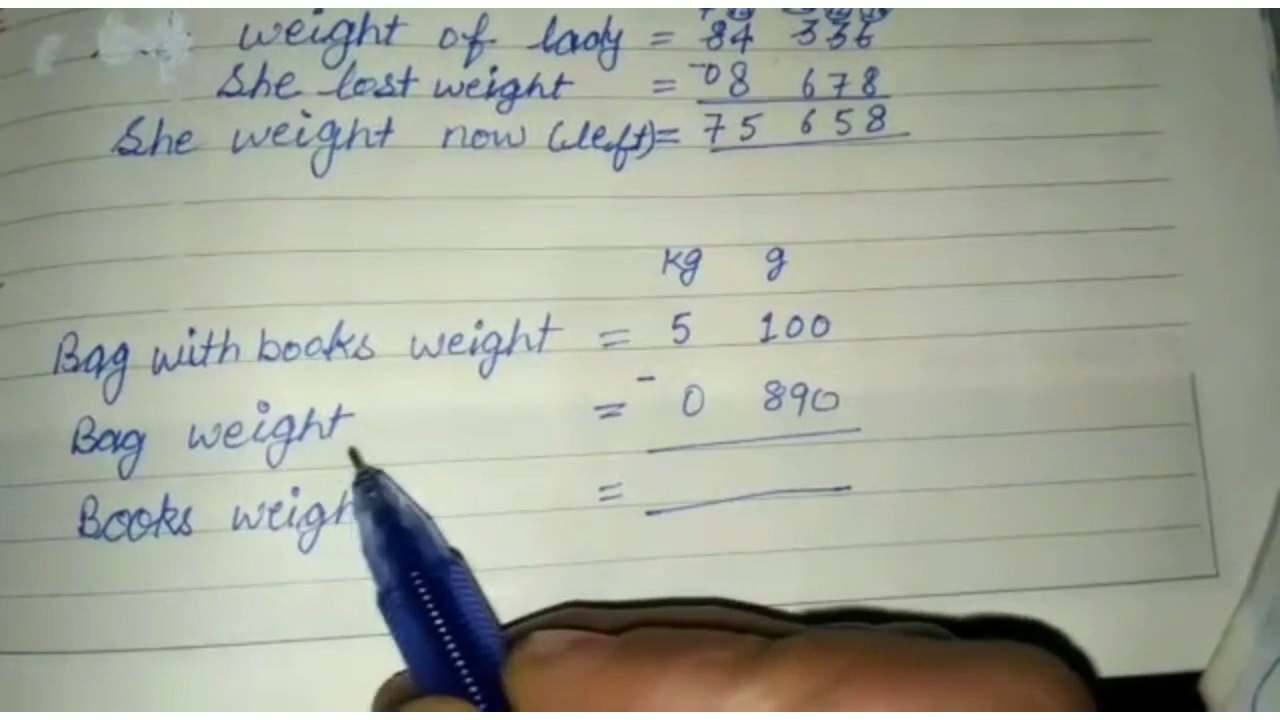 weight of lady = 84 336
She lost weight = -08 678
She weight now (left) = 75 658
kg g
Bag with books weight = 5 100
Bag weight = - 0 890
Books weigh =